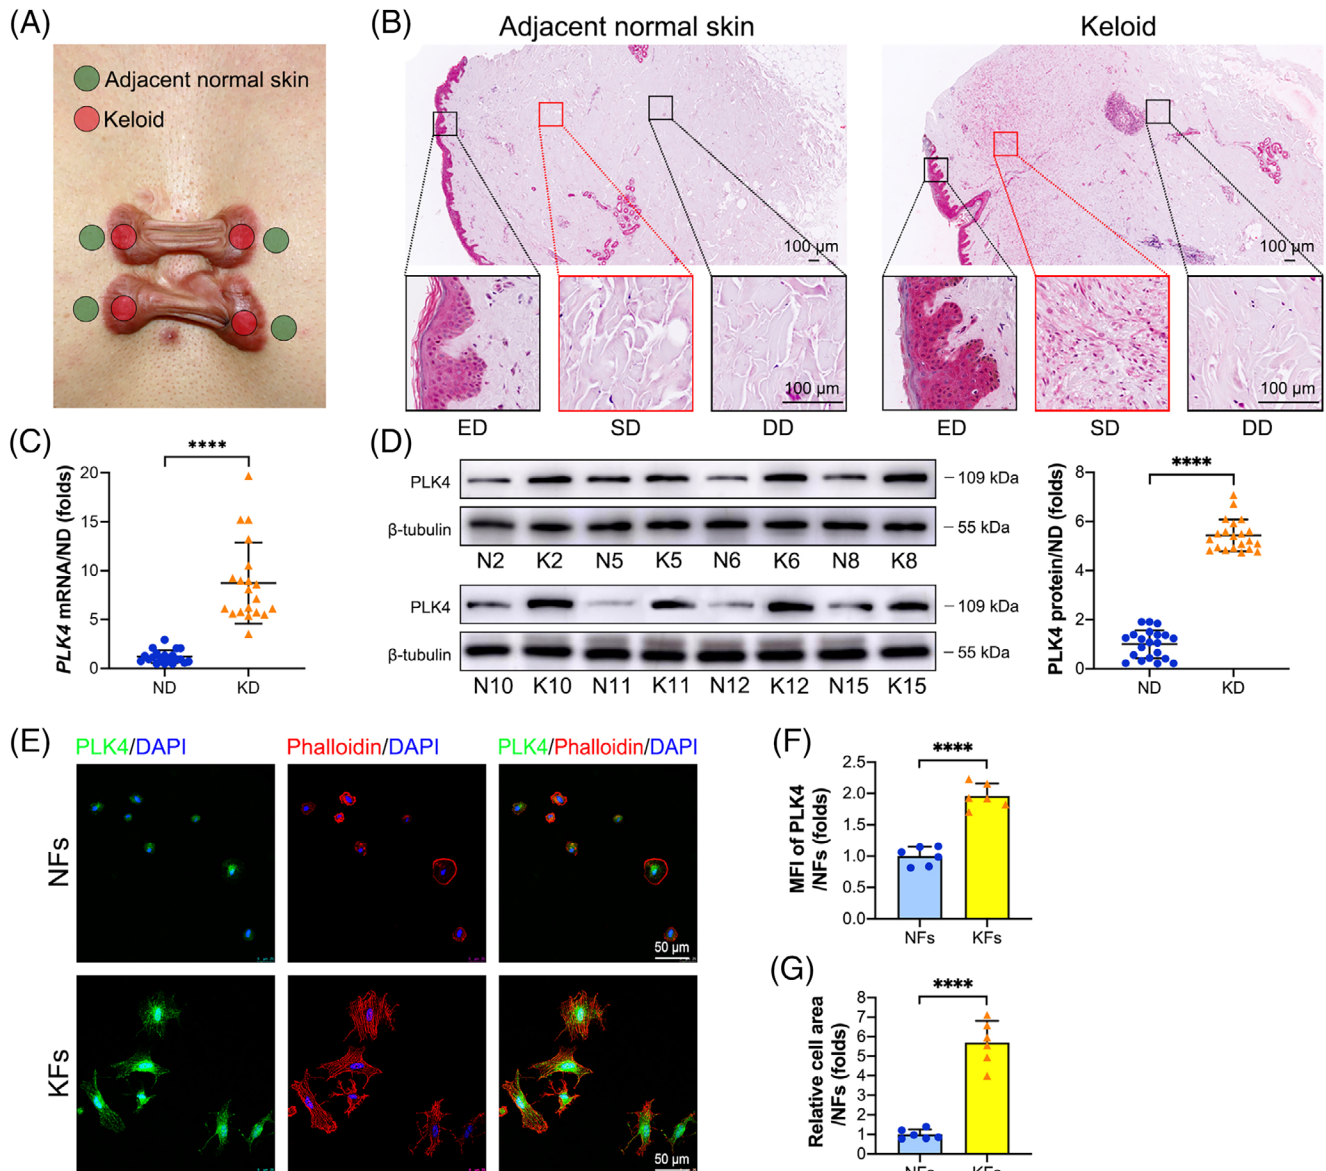 (A)
Adjacent normal skin
Keloid
(B)
Adjacent normal skin
Keloid
100 µm
100 µm
100 µm
100 µm
ED
SD
DD
ED
SD
DD
(C)
****
PLK4 mRNA/ND (folds)
20
15
10
5
0
ND
KD
(D)
PLK4
109 kDa
β-tubulin
55 kDa
N2 K2 N5 K5 N6 K6 N8 K8
PLK4
109 kDa
β-tubulin
55 kDa
N10 K10 N11 K11 N12 K12 N15 K15
****
PLK4 protein/ND (folds)
8
6
4
2
0
ND
KD
(E)
PLK4/DAPI
Phalloidin/DAPI
PLK4/Phalloidin/DAPI
NFs
50 µm
KFs
50 µm
(F)
****
MFI of PLK4
/NFs (folds)
2.5
2.0
1.5
1.0
0.5
0.0
NFs
KFs
(G)
****
Relative cell area
/NFs (folds)
8
7
6
5
4
3
2
1
0
NFs
KFs